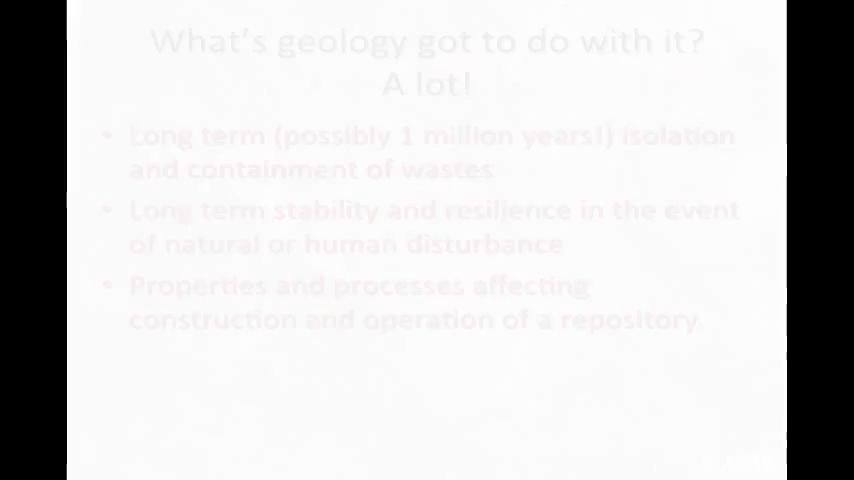 What's geology got to do with it?
A lot!
• Long term (possibly 1 million years!) isolation
and containment of wastes
• Long term stability and resilience in the event
of natural or human disturbance
• Properties and processes affecting
construction and operation of a repository